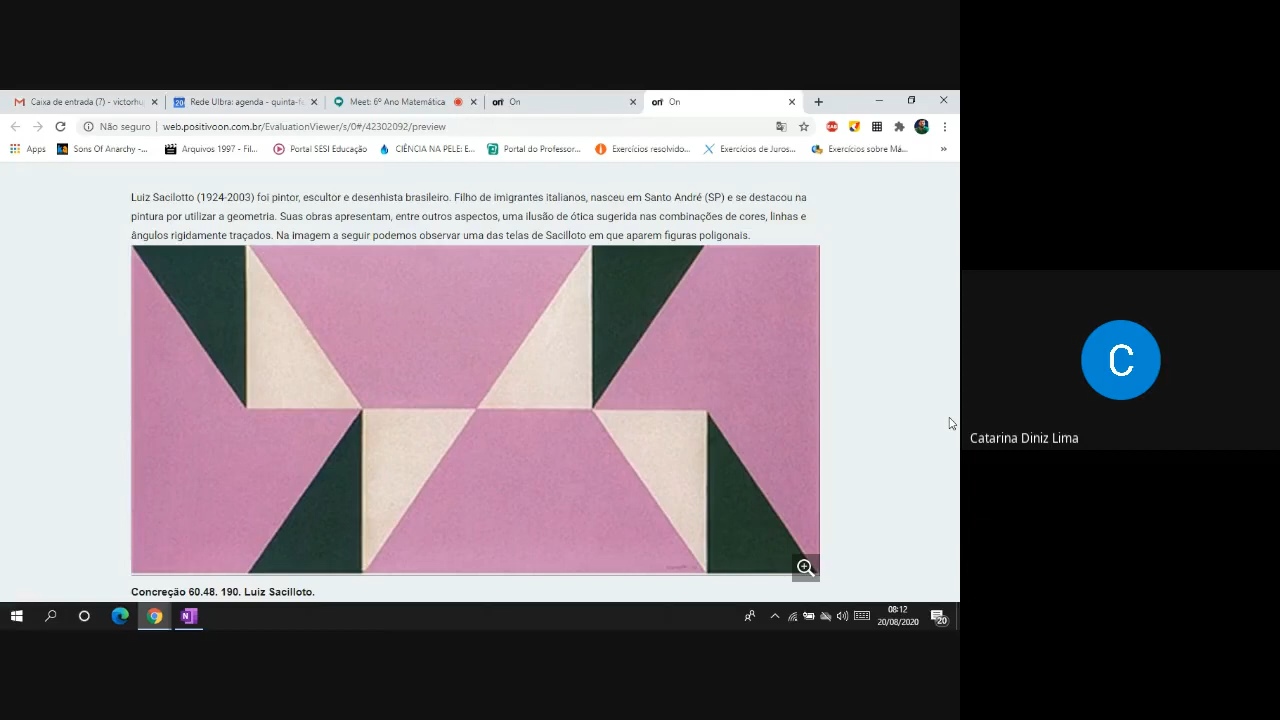 Caixa de entrada (7) - victorhu
Rede Ulbra: agenda - quinta-fe
Meet: 6º Ano Matemática
on On
on On
Não seguro
web.positivoon.com.br/EvaluationViewer/s/0#/42302092/preview
Apps
Sons Of Anarchy -...
Arquivos 1997 - Fil...
Portal SESI Educação
CIÊNCIA NA PELE: E...
Portal do Professor...
Exercícios resolvido...
Exercícios de Juros...
Exercícios sobre Má...
»
Luiz Sacilotto (1924-2003) foi pintor, escultor e desenhista brasileiro. Filho de imigrantes italianos, nasceu em Santo André (SP) e se destacou na
pintura por utilizar a geometria. Suas obras apresentam, entre outros aspectos, uma ilusão de ótica sugerida nas combinações de cores, linhas e
ângulos rigidamente traçados. Na imagem a seguir podemos observar uma das telas de Sacilloto em que aparem figuras poligonais.
Concreção 60.48. 190. Luiz Sacilloto.
C
Catarina Diniz Lima
08:12
20/08/2020
20